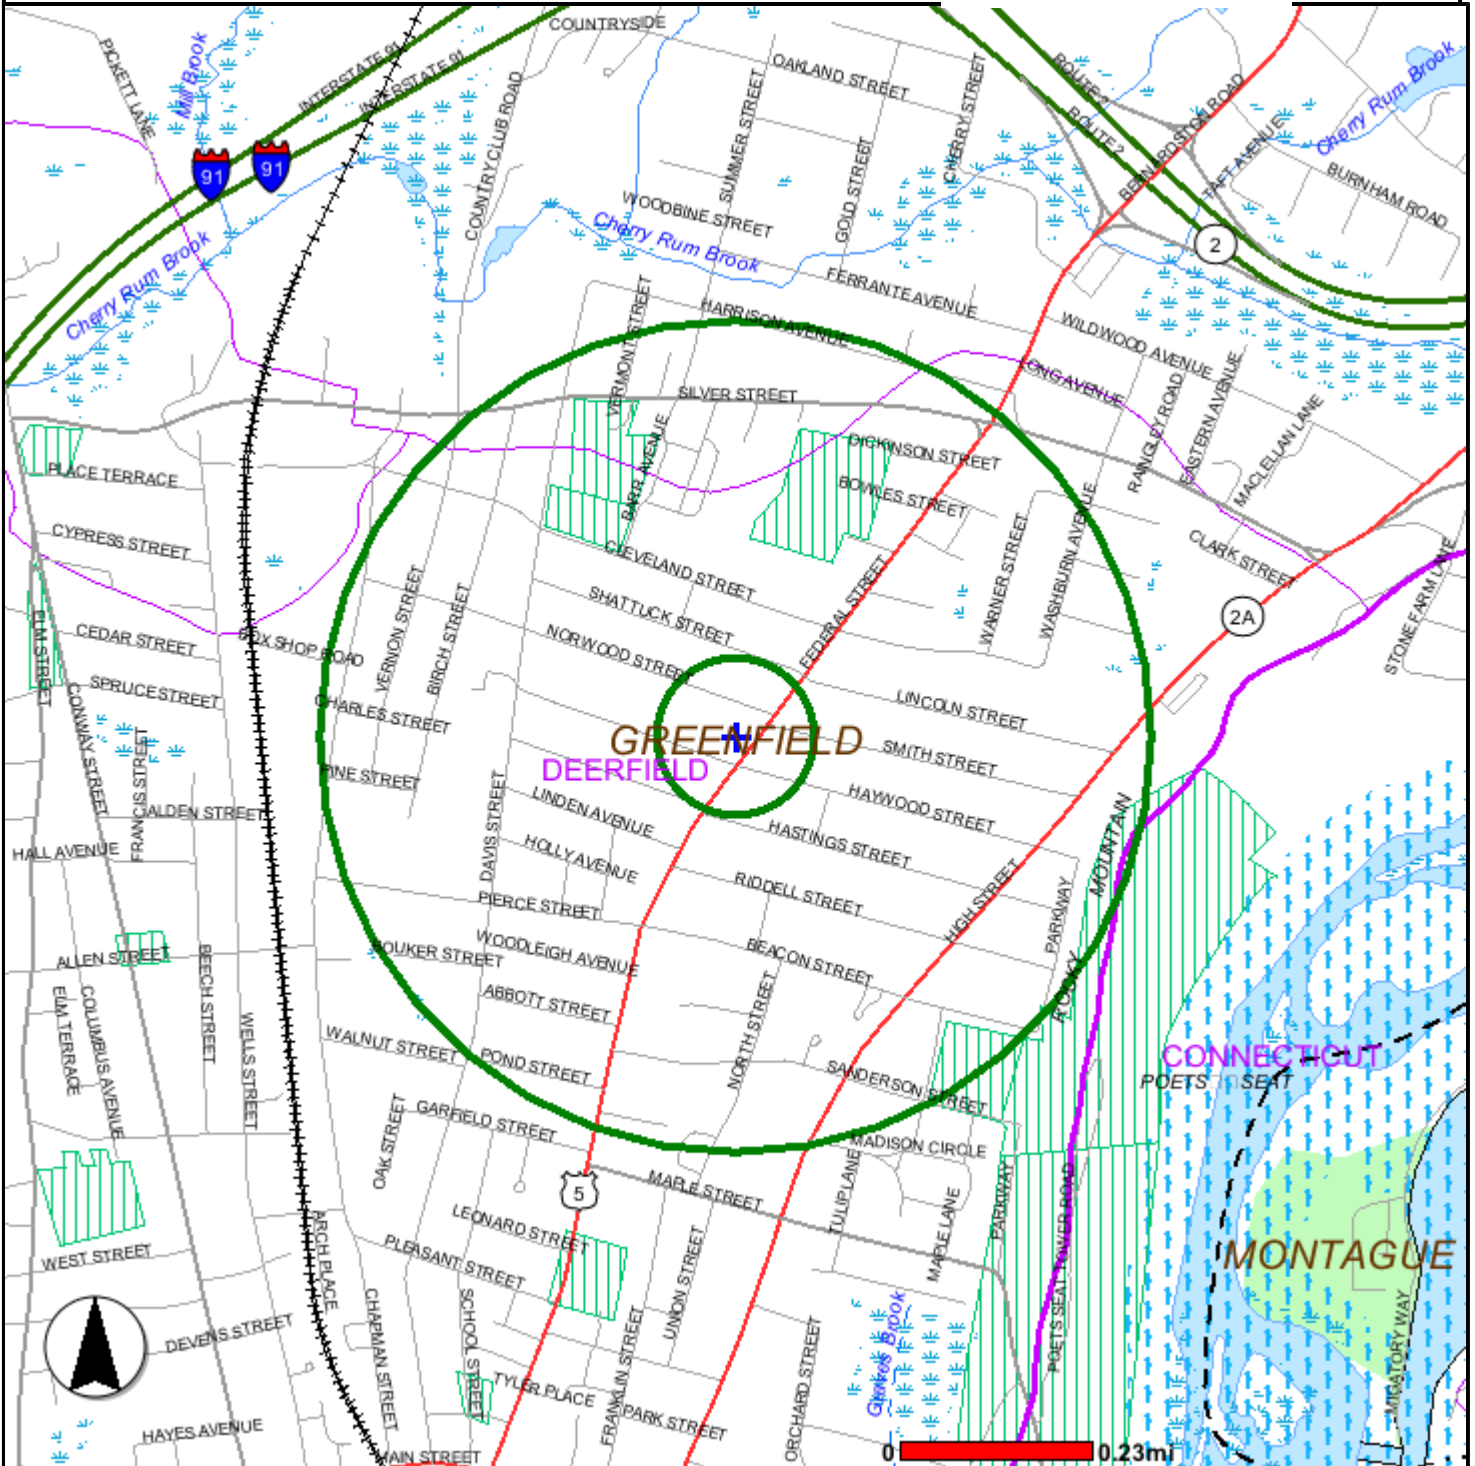 COUNTRYSIDE
PICKETT LANE
Mill Brook
INTERSTATE 91
INTERSTATE 91
COUNTRY CLUB ROAD
SUMMER STREET
OAKLAND STREET
CHERRY STREET
ROUTE 2
ROUTE 2
BERNARDSTON ROAD
TAFT AVENUE
Cherry Rum Brook
BURNHAM ROAD
91
91
WOODBINE STREET
GOLD STREET
Cherry Rum Brook
2
Cherry Rum Brook
FERRANTE AVENUE
VERMONT STREET
HARRISON AVENUE
WILDWOOD AVENUE
LONG AVENUE
RAINGLEY ROAD
EASTERN AVENUE
MACLELLAN LANE
SILVER STREET
BARR AVENUE
DICKINSON STREET
PLACE TERRACE
BOWLES STREET
CYPRESS STREET
CLEVELAND STREET
WARNER STREET
WASHBURN AVENUE
CLARK STREET
STONE FARM LANE
SHATTUCK STREET
FEDERAL STREET
2A
ELM STREET
CEDAR STREET
BOX SHOP ROAD
VERNON STREET
BIRCH STREET
NORWOOD STREET
SPRUCE STREET
CHARLES STREET
LINCOLN STREET
CONWAY STREET
FRANCIS STREET
GREENFIELD
SMITH STREET
DEERFIELD
PINE STREET
DAVIS STREET
LINDEN AVENUE
HAYWOOD STREET
ALDEN STREET
HASTINGS STREET
MOUNTAIN
HALL AVENUE
HOLLY AVENUE
RIDDELL STREET
HIGH STREET
PARKWAY
PIERCE STREET
WOODLEIGH AVENUE
BEACON STREET
ALLEN STREET
BEECH STREET
BOUKER STREET
ROCKY
ELM TERRACE
COLUMBUS AVENUE
WELLS STREET
ABBOTT STREET
NORTH STREET
WALNUT STREET
POND STREET
SANDERSON STREET
CONNECTICUT
POETS SEAT
OAK STREET
GARFIELD STREET
MADISON CIRCLE
5
MAPLE STREET
TULIP LANE
MAPLE LANE
PARKWAY
POETS SEAT TOWER ROAD
LEONARD STREET
WEST STREET
ARCH PLACE
PLEASANT STREET
UNION STREET
MONTAGUE
DEVENS STREET
CHAPMAN STREET
SCHOOL STREET
FRANKLIN STREET
ORCHARD STREET
MIGATORY WAY
TYLER PLACE
PARK STREET
HAYES AVENUE
MAIN STREET
0
0.23mi